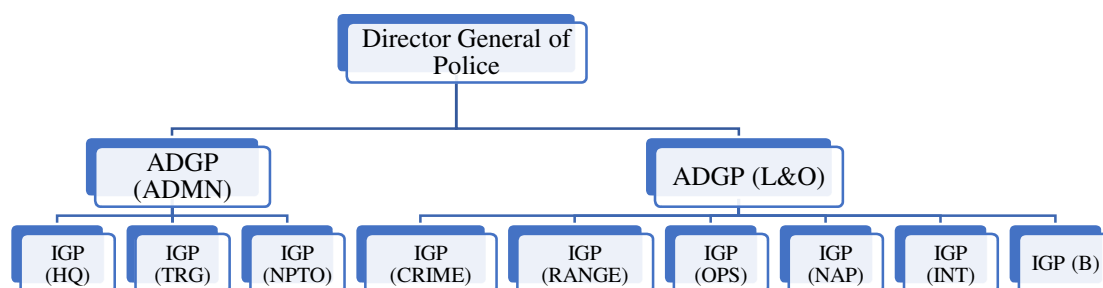 Director General of
Police
ADGP
(ADMN)
ADGP (L&O)
IGP
(HQ)
IGP
(TRG)
IGP
(NPTO)
IGP
(CRIME)
IGP
(RANGE)
IGP
(OPS)
IGP
(NAP)
IGP
(INT)
IGP (B)